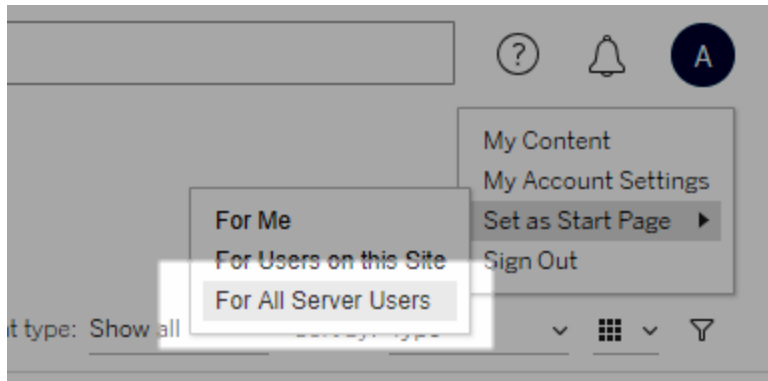 A
My Content
My Account Settings
Set as Start Page
Sign Out
For Me
For Users on this Site
For All Server Users
t type: Show all